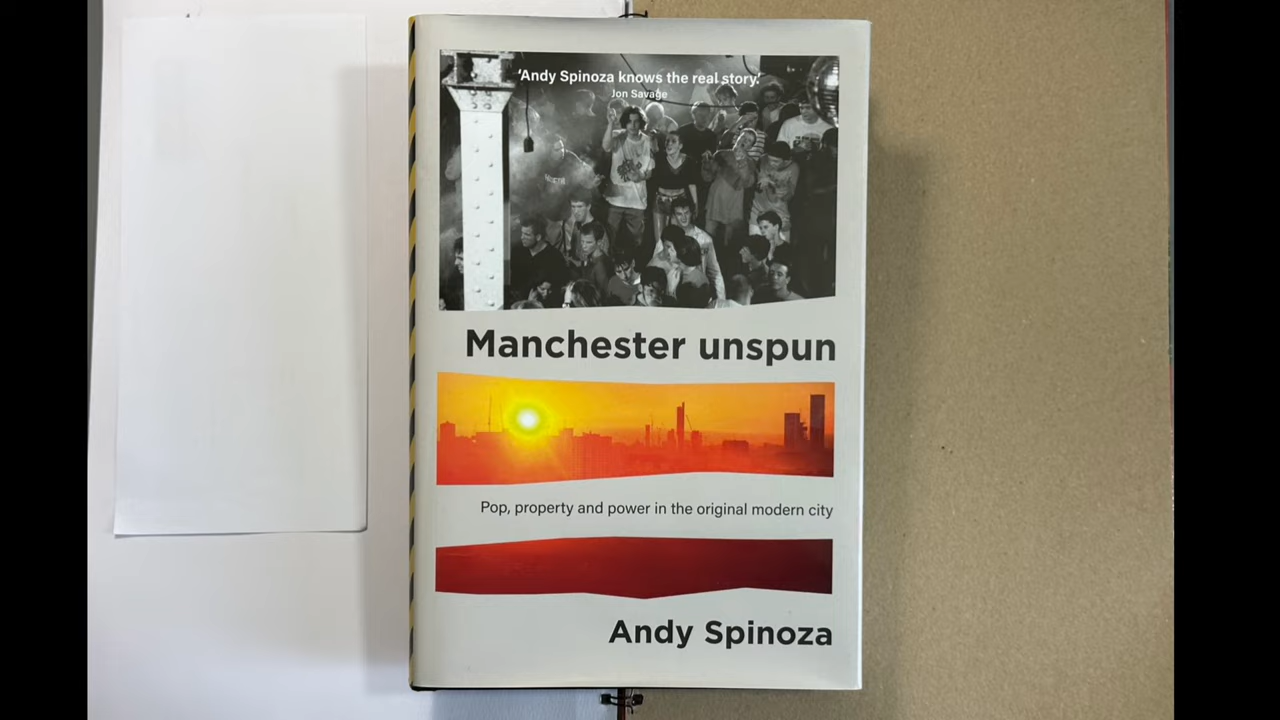 ‘Andy Spinoza knows the real story.’
Jon Savage
Manchester unspun
Pop, property and power in the original modern city
Andy Spinoza